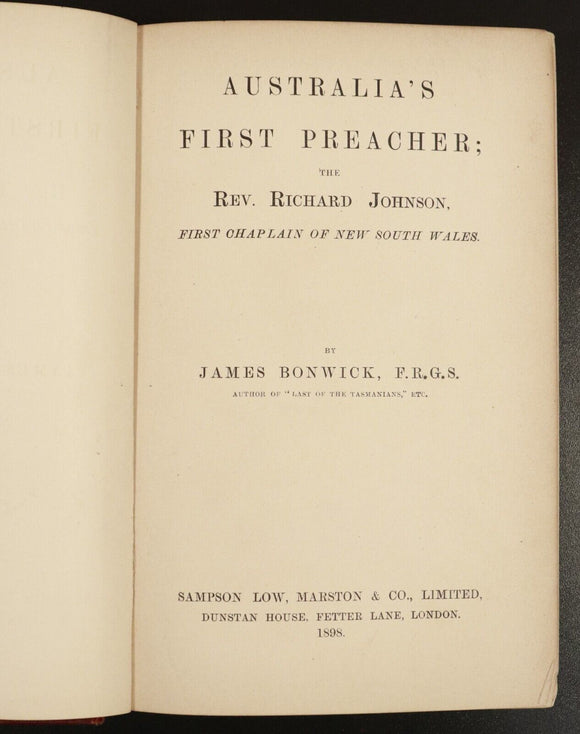 AUSTRALIA'S
FIRST PREACHER;
THE
REV. RICHARD JOHNSON,
FIRST CHAPLAIN OF NEW SOUTH WALES.
BY
JAMES BONWICK, F.R.G.S.
AUTHOR OF "LAST OF THE TASMANIANS," ETC.
SAMPSON LOW, MARSTON & CO., LIMITED,
DUNSTAN HOUSE, FETTER LANE, LONDON.
1898.